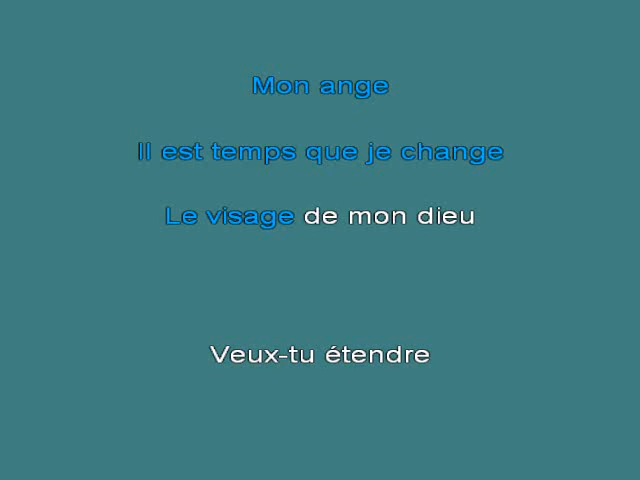 Mon ange
Il est temps que je change
Le visage de mon dieu
Veux-tu étendre